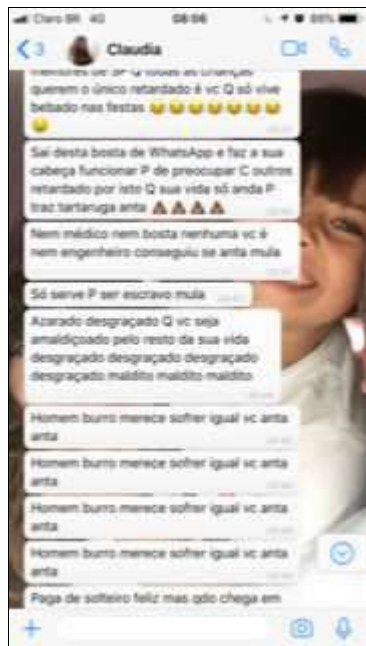 Claro BR 4G 08:06 86%
3 Claudia
melhores de SP Q todas as crianças
querem o único retardado é vc Q só vive
bebado nas festas 😂😂😂😂😂😂😂
😂
Sai desta bosta de WhatsApp e faz a sua
cabeça funcionar P de preocupar C outros
retardado por isto Q sua vida só anda P
traz tartaruga anta 💩💩💩💩
Nem médico nem bosta nenhuma vc é
nem engenheiro conseguiu se anta mula
Só serve P ser escravo mula
Azarado desgraçado Q vc seja
amaldiçoado pelo resto da sua vida
desgraçado desgraçado desgraçado
desgraçado maldito maldito maldito
Homem burro merece sofrer igual vc anta
anta
Homem burro merece sofrer igual vc anta
anta
Homem burro merece sofrer igual vc anta
anta
Homem burro merece sofrer igual vc anta
anta
Paga de solteiro feliz mas qdo chega em